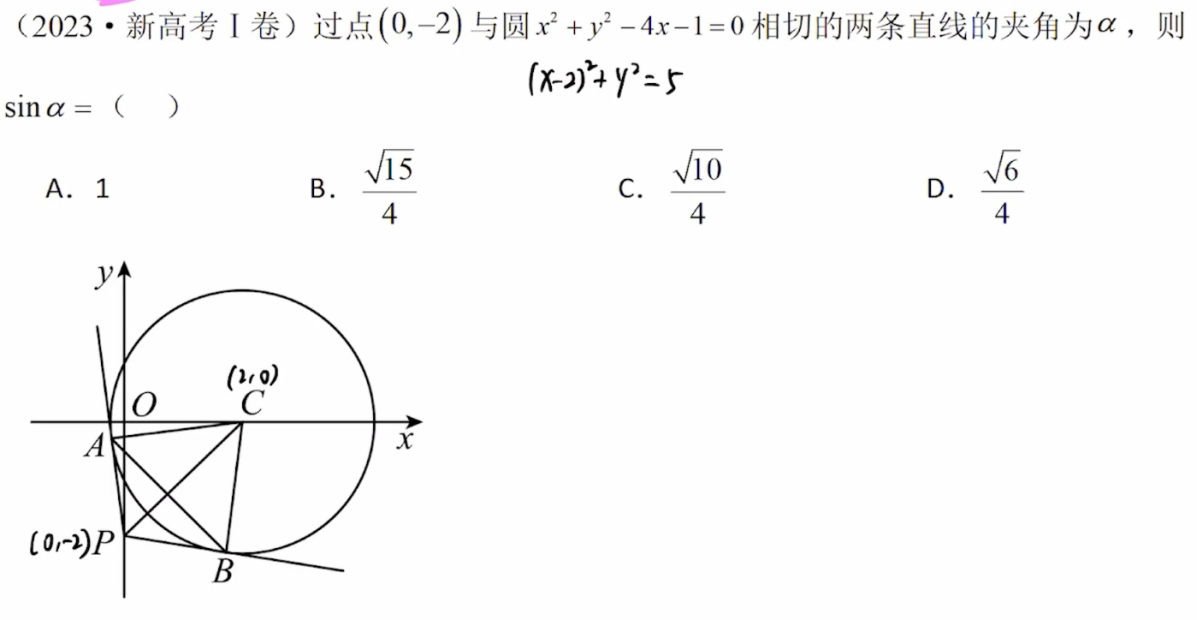 （2023·新高考Ⅰ卷）过点(0,−2)与圆x²+y²−4x−1=0相切的两条直线的夹角为α，则
(x-2)²+y²=5
sinα=（ ）
A．1 B．√15/4 C．√10/4 D．√6/4
y
(2,0)
O C
A x
(0,-2)P
B